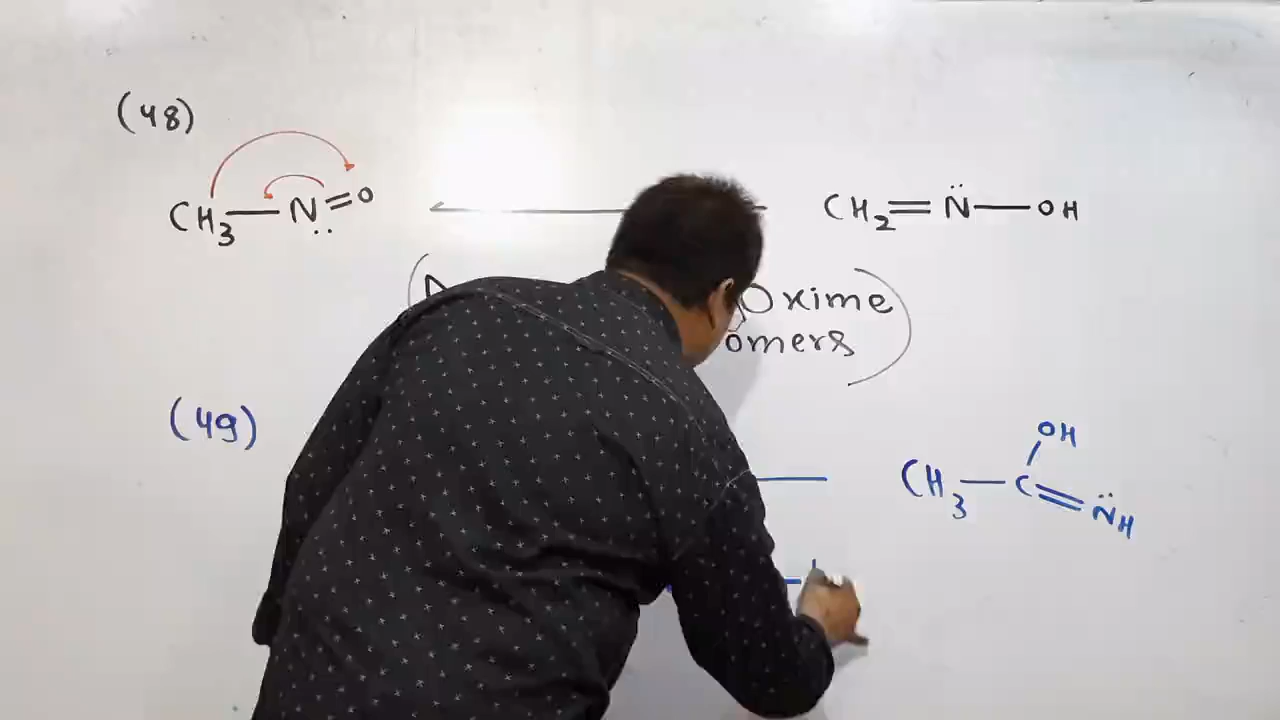 (48)
CH₃—N̤=O CH₂=N̈—OH
Oxime
omers
(49)
OH
CH₃—C=N̈H